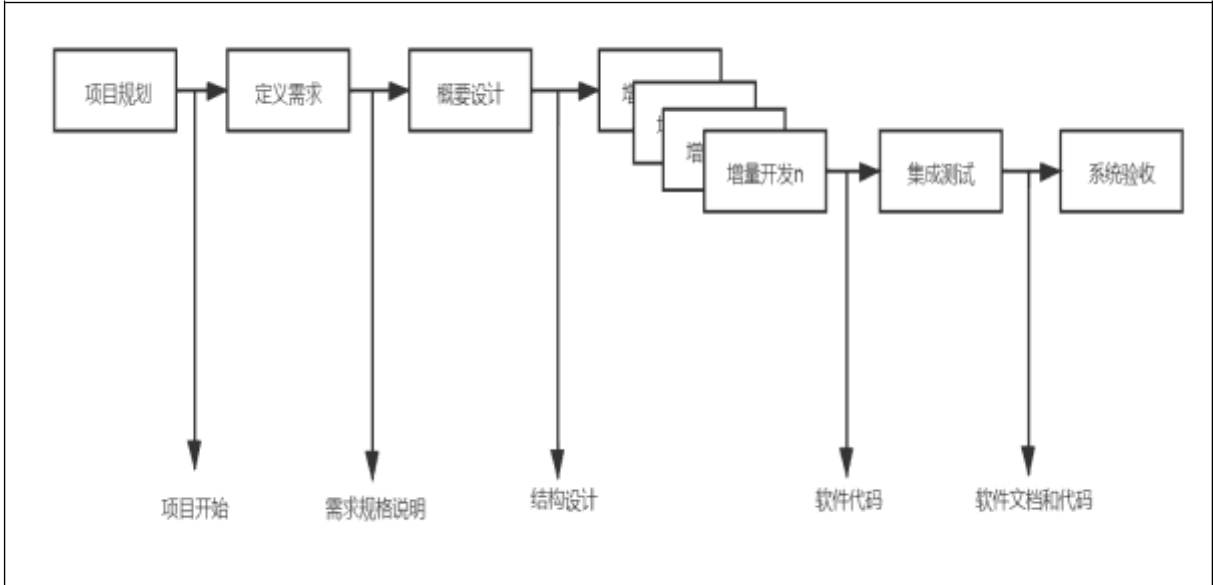 项目规划
定义需求
概要设计
增
增
增量开发n
集成测试
系统验收
项目开始
需求规格说明
结构设计
软件代码
软件文档和代码